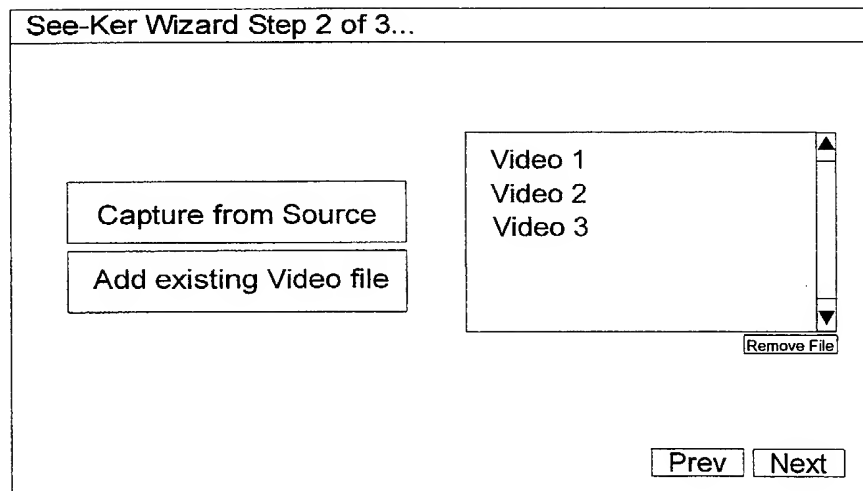 See-Ker Wizard Step 2 of 3...
Capture from Source
Add existing Video file
Video 1
Video 2
Video 3
Remove File
Prev
Next